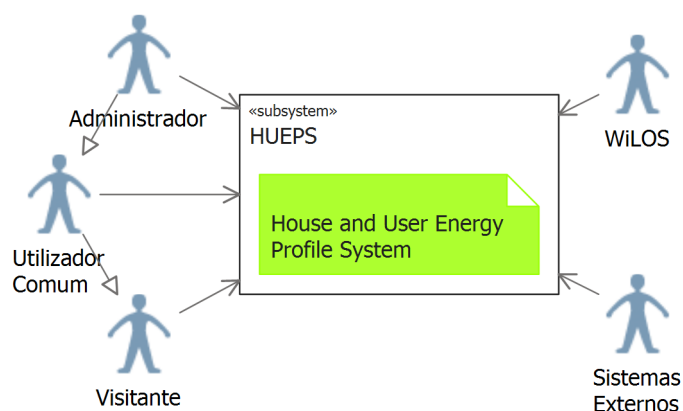 Administrador
«subsystem»
HUEPS
WiLOS
House and User Energy
Profile System
Utilizador
Comum
Visitante
Sistemas
Externos